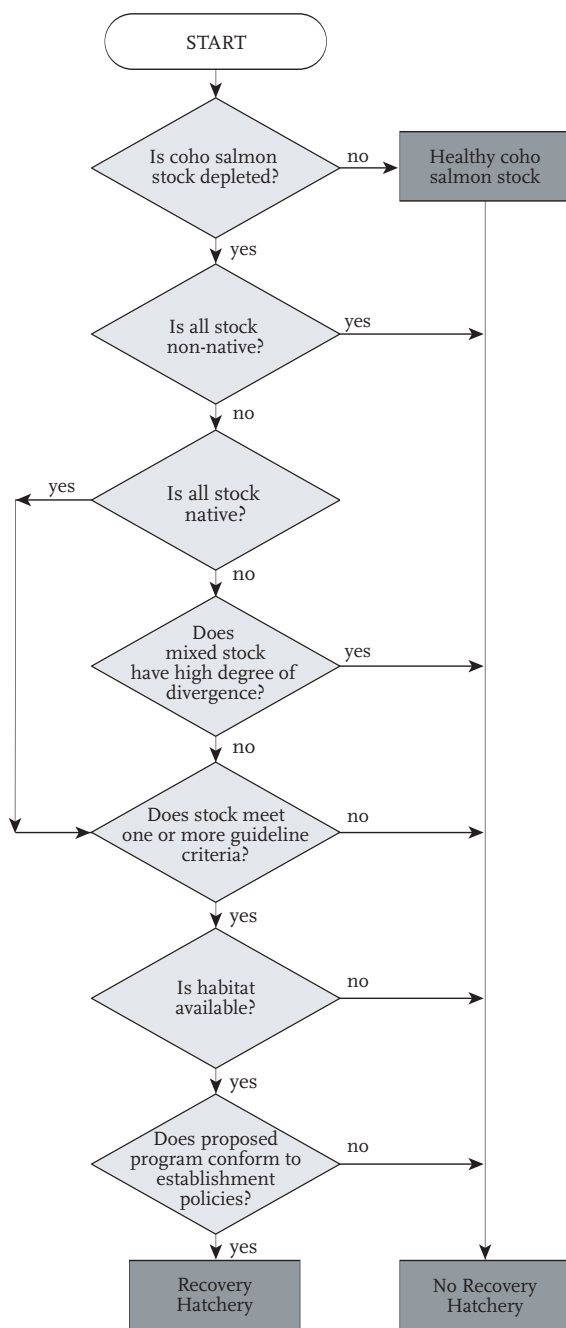 START
Is coho salmon
stock depleted?
no
Healthy coho
salmon stock
yes
Is all stock
non-native?
yes
no
yes
Is all stock
native?
no
Does
mixed stock
have high degree of
divergence?
yes
no
Does stock meet
one or more guideline
criteria?
no
yes
Is habitat
available?
no
yes
Does proposed
program conform to
establishment
policies?
no
yes
Recovery
Hatchery
No Recovery
Hatchery